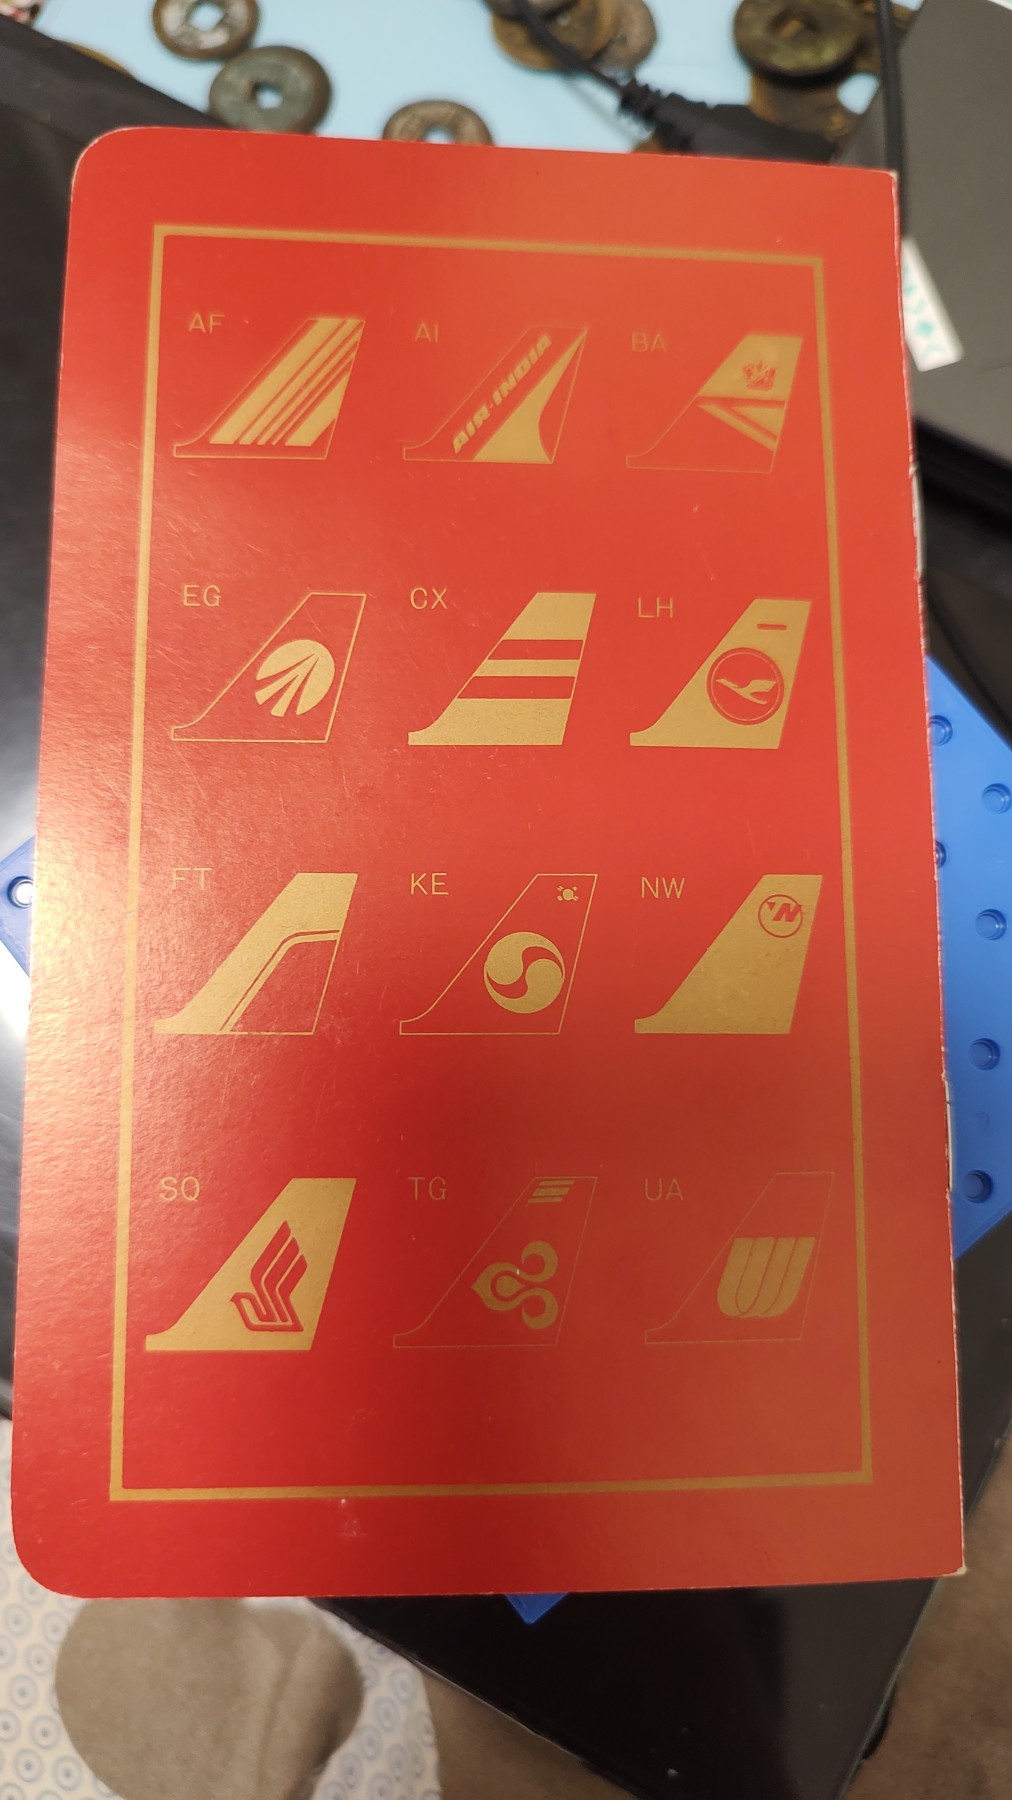 AF AI BA
AIR-INDIA
EG CX LH
FT KE NW
N
SQ TG UA